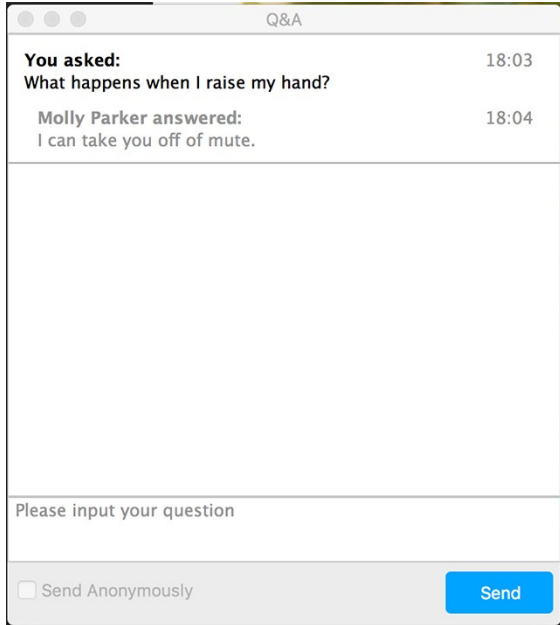 Q&A
You asked: 18:03
What happens when I raise my hand?
Molly Parker answered: 18:04
I can take you off of mute.
Please input your question
Send Anonymously
Send